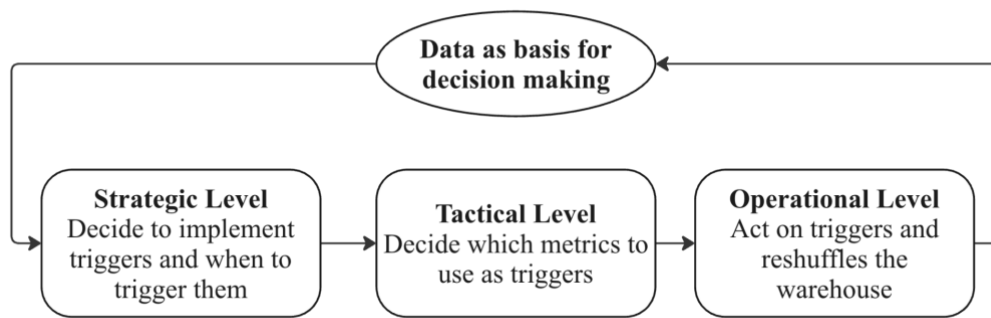 Data as basis for
decision making
Strategic Level
Decide to implement
triggers and when to
trigger them
Tactical Level
Decide which metrics to
use as triggers
Operational Level
Act on triggers and
reshuffles the
warehouse